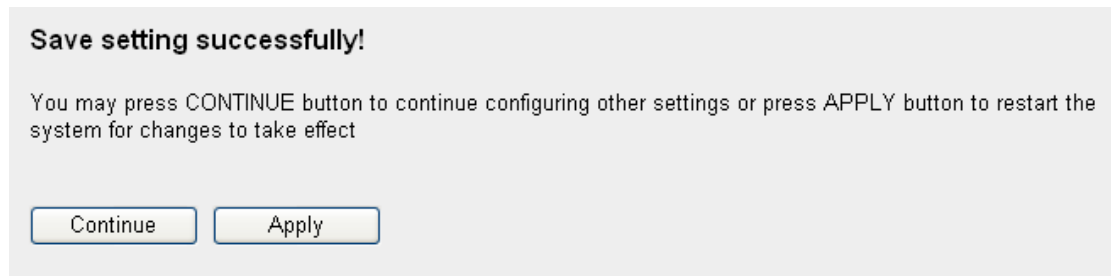 Save setting successfully!
You may press CONTINUE button to continue configuring other settings or press APPLY button to restart the
system for changes to take effect
Continue Apply